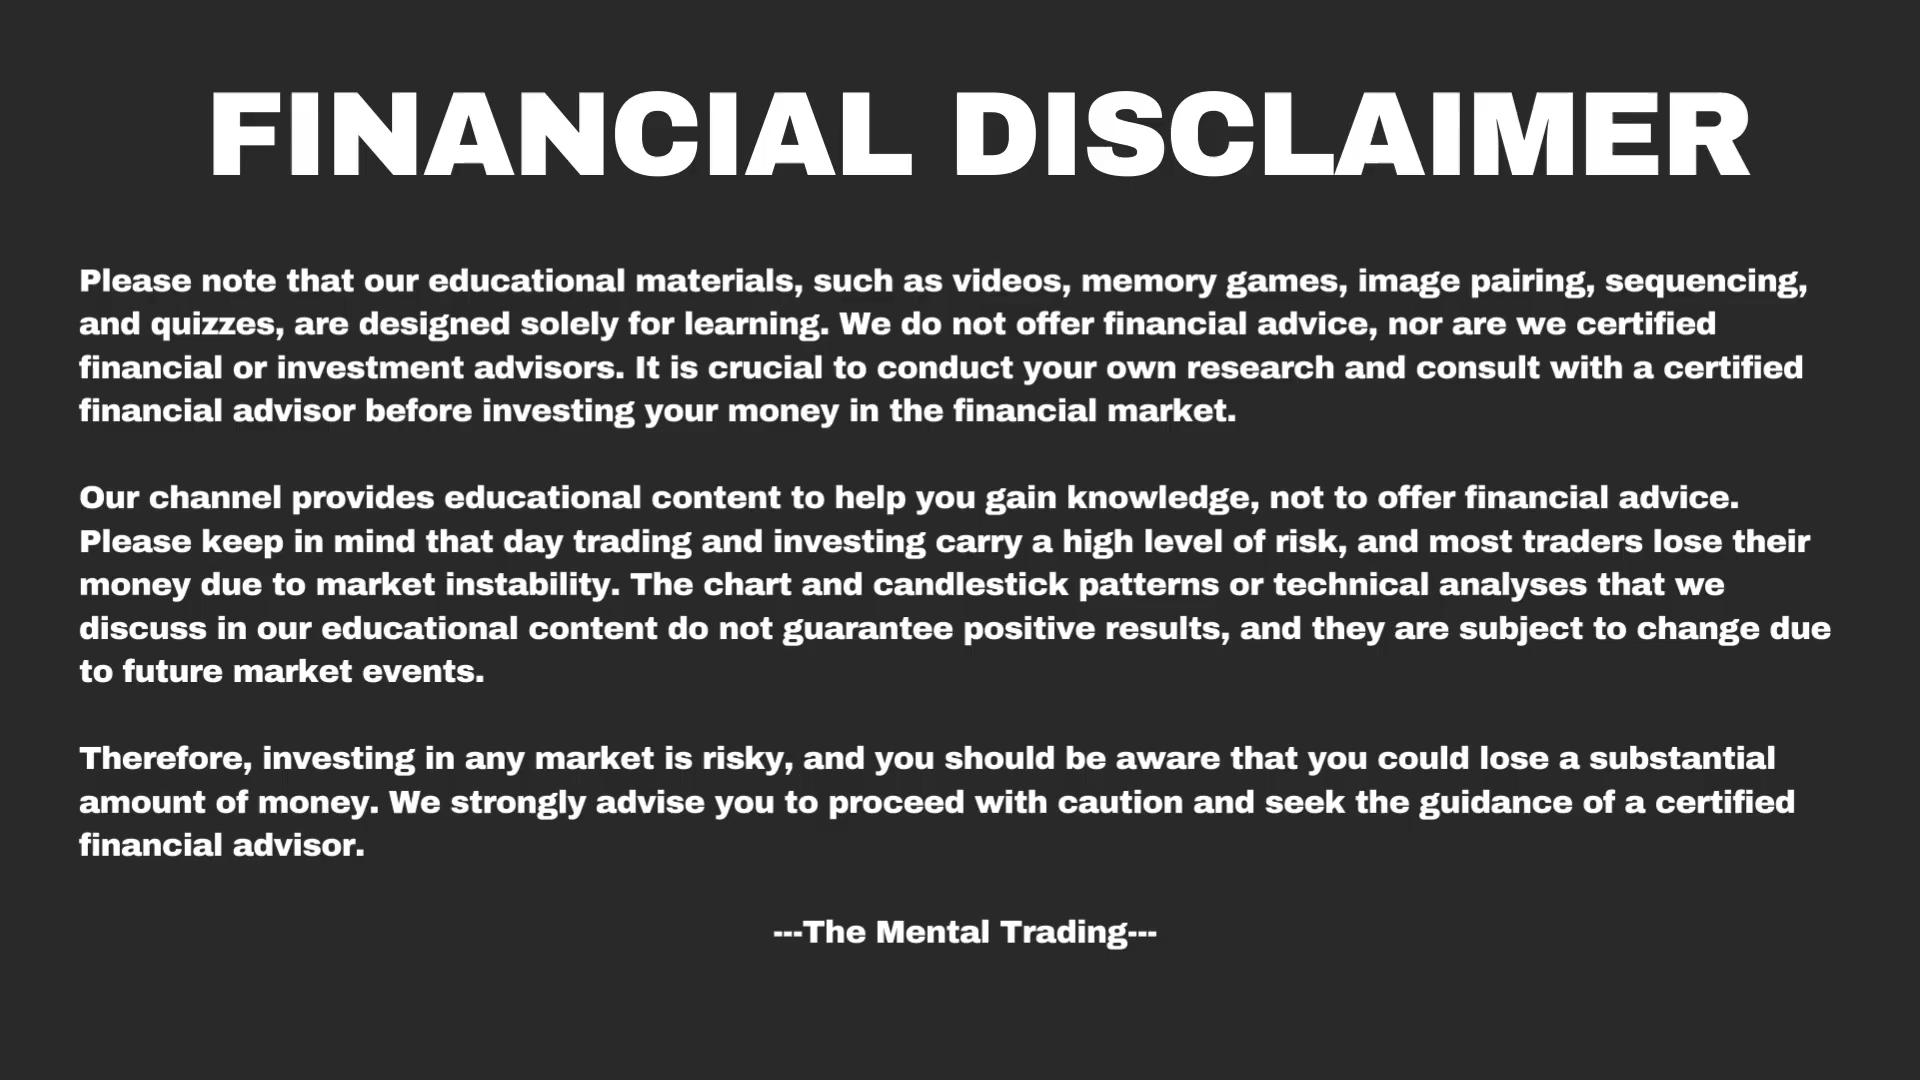 FINANCIAL DISCLAIMER
Please note that our educational materials, such as videos, memory games, image pairing, sequencing,
and quizzes, are designed solely for learning. We do not offer financial advice, nor are we certified
financial or investment advisors. It is crucial to conduct your own research and consult with a certified
financial advisor before investing your money in the financial market.
Our channel provides educational content to help you gain knowledge, not to offer financial advice.
Please keep in mind that day trading and investing carry a high level of risk, and most traders lose their
money due to market instability. The chart and candlestick patterns or technical analyses that we
discuss in our educational content do not guarantee positive results, and they are subject to change due
to future market events.
Therefore, investing in any market is risky, and you should be aware that you could lose a substantial
amount of money. We strongly advise you to proceed with caution and seek the guidance of a certified
financial advisor.
---The Mental Trading---